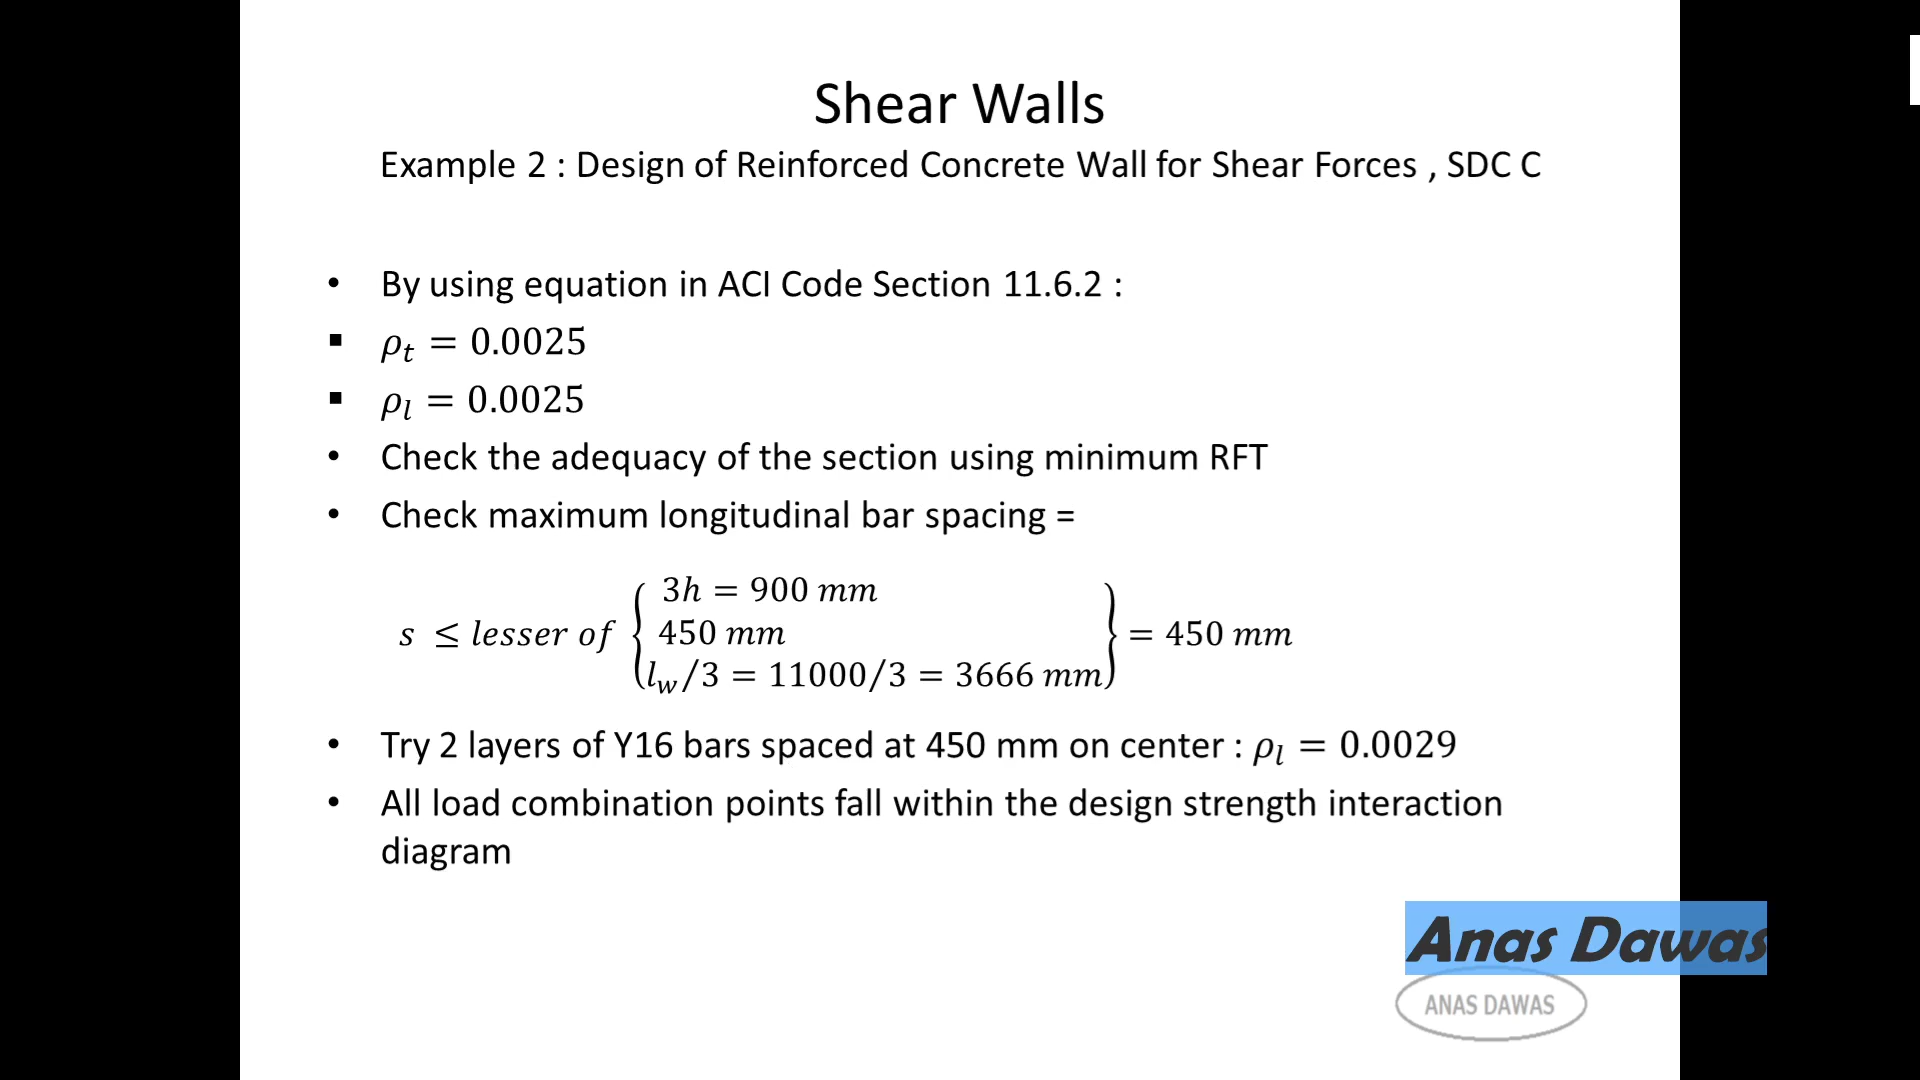 Shear Walls
Example 2 : Design of Reinforced Concrete Wall for Shear Forces , SDC C
• By using equation in ACI Code Section 11.6.2 :
▪ ρt = 0.0025
▪ ρl = 0.0025
• Check the adequacy of the section using minimum RFT
• Check maximum longitudinal bar spacing =
3h = 900 mm
s ≤ lesser of { 450 mm } = 450 mm
lw/3 = 11000/3 = 3666 mm
• Try 2 layers of Y16 bars spaced at 450 mm on center : ρl = 0.0029
• All load combination points fall within the design strength interaction
diagram
Anas Dawas
ANAS DAWAS